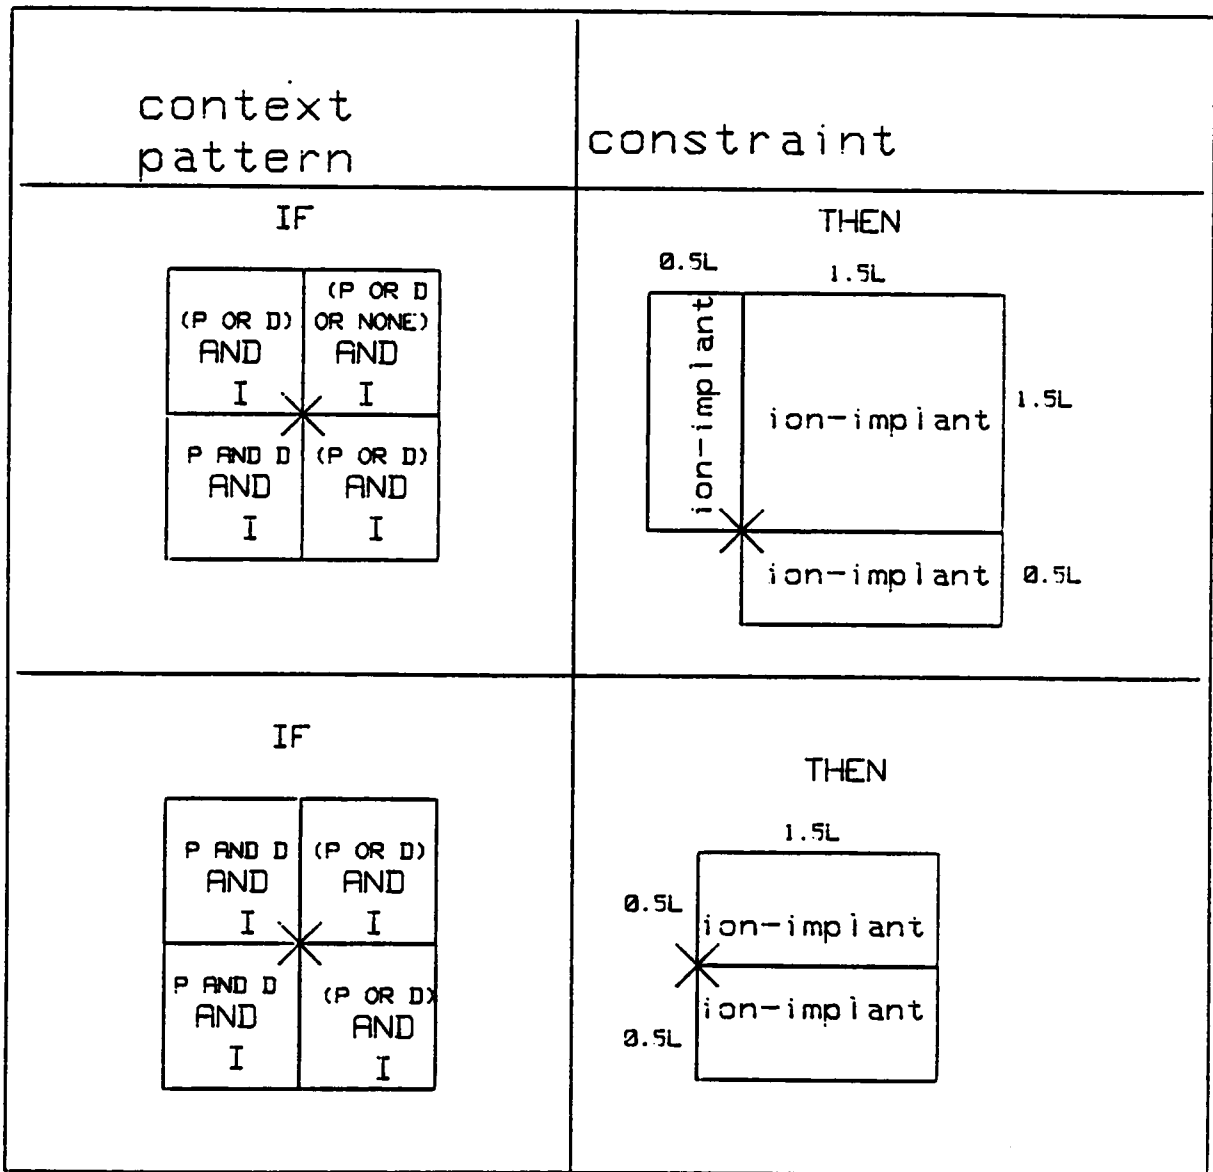 context
pattern
constraint
IF
(P OR D)
AND
I
(P OR D
OR NONE)
AND
I
P AND D
AND
I
(P OR D)
AND
I
THEN
0.5L
1.5L
ion-implant
ion-implant
1.5L
ion-implant
0.5L
IF
P AND D
AND
I
(P OR D)
AND
I
P AND D
AND
I
(P OR D)
AND
I
THEN
1.5L
0.5L
ion-implant
ion-implant
0.5L